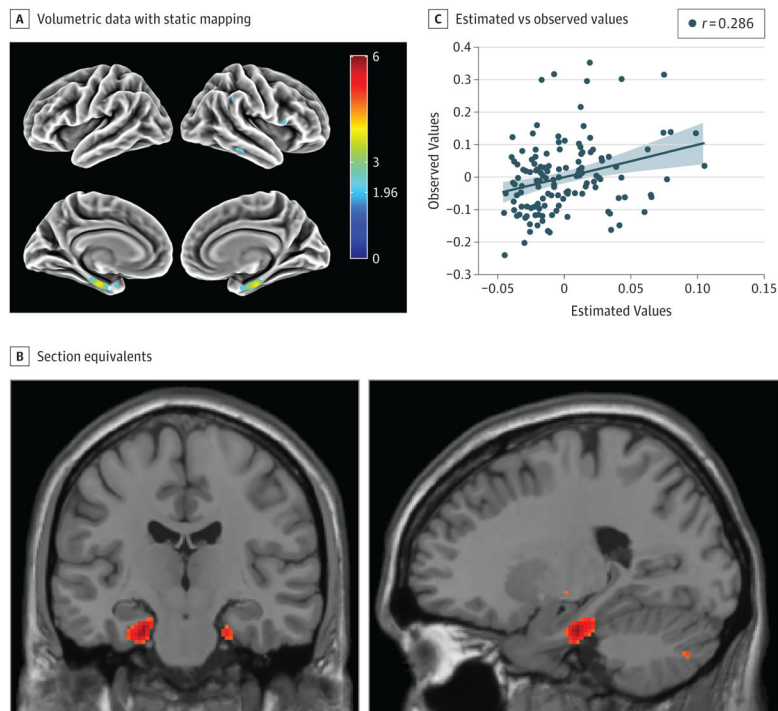 A Volumetric data with static mapping
6
3
1.96
0
C Estimated vs observed values
r=0.286
0.4
0.3
0.2
0.1
0
−0.1
−0.2
−0.3
Observed Values
−0.05
0
0.05
0.10
0.15
Estimated Values
B Section equivalents